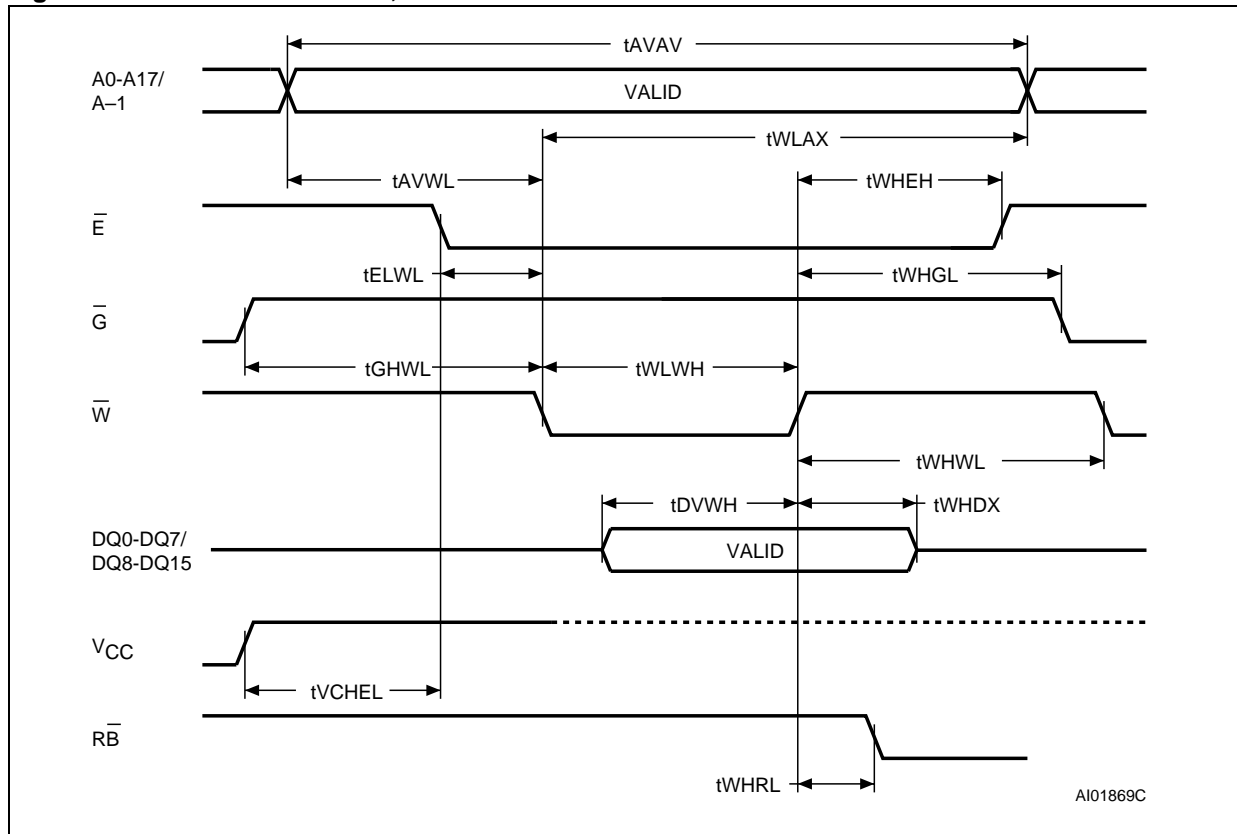 tAVAV
A0-A17/
A–1
VALID
tWLAX
tAVWL
tWHEH
E̅
tELWL
tWHGL
G̅
tGHWL
tWLWH
W̅
tWHWL
tDVWH
tWHDX
DQ0-DQ7/
DQ8-DQ15
VALID
VCC
tVCHEL
RB̅
tWHRL
AI01869C